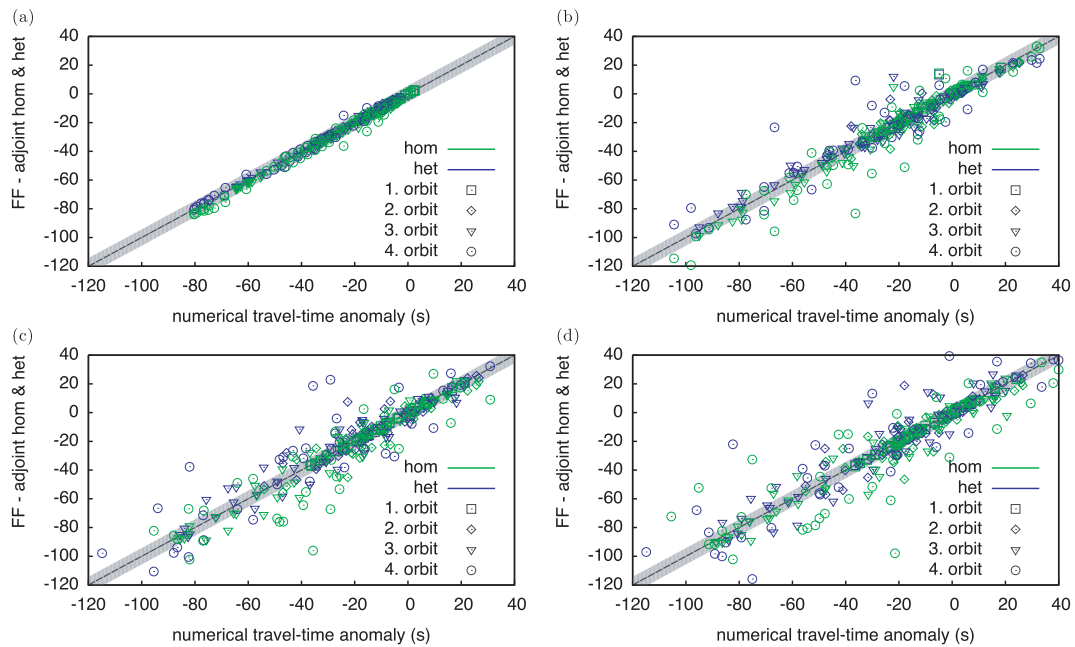 (a)
FF - adjoint hom & het
40
20
0
-20
-40
-60
-80
-100
-120
hom
het
1. orbit
2. orbit
3. orbit
4. orbit
-120 -100 -80 -60 -40 -20 0 20 40
numerical travel-time anomaly (s)
(b)
FF - adjoint hom & het
40
20
0
-20
-40
-60
-80
-100
-120
hom
het
1. orbit
2. orbit
3. orbit
4. orbit
-120 -100 -80 -60 -40 -20 0 20 40
numerical travel-time anomaly (s)
(c)
FF - adjoint hom & het
40
20
0
-20
-40
-60
-80
-100
-120
hom
het
1. orbit
2. orbit
3. orbit
4. orbit
-120 -100 -80 -60 -40 -20 0 20 40
numerical travel-time anomaly (s)
(d)
FF - adjoint hom & het
40
20
0
-20
-40
-60
-80
-100
-120
hom
het
1. orbit
2. orbit
3. orbit
4. orbit
-120 -100 -80 -60 -40 -20 0 20 40
numerical travel-time anomaly (s)